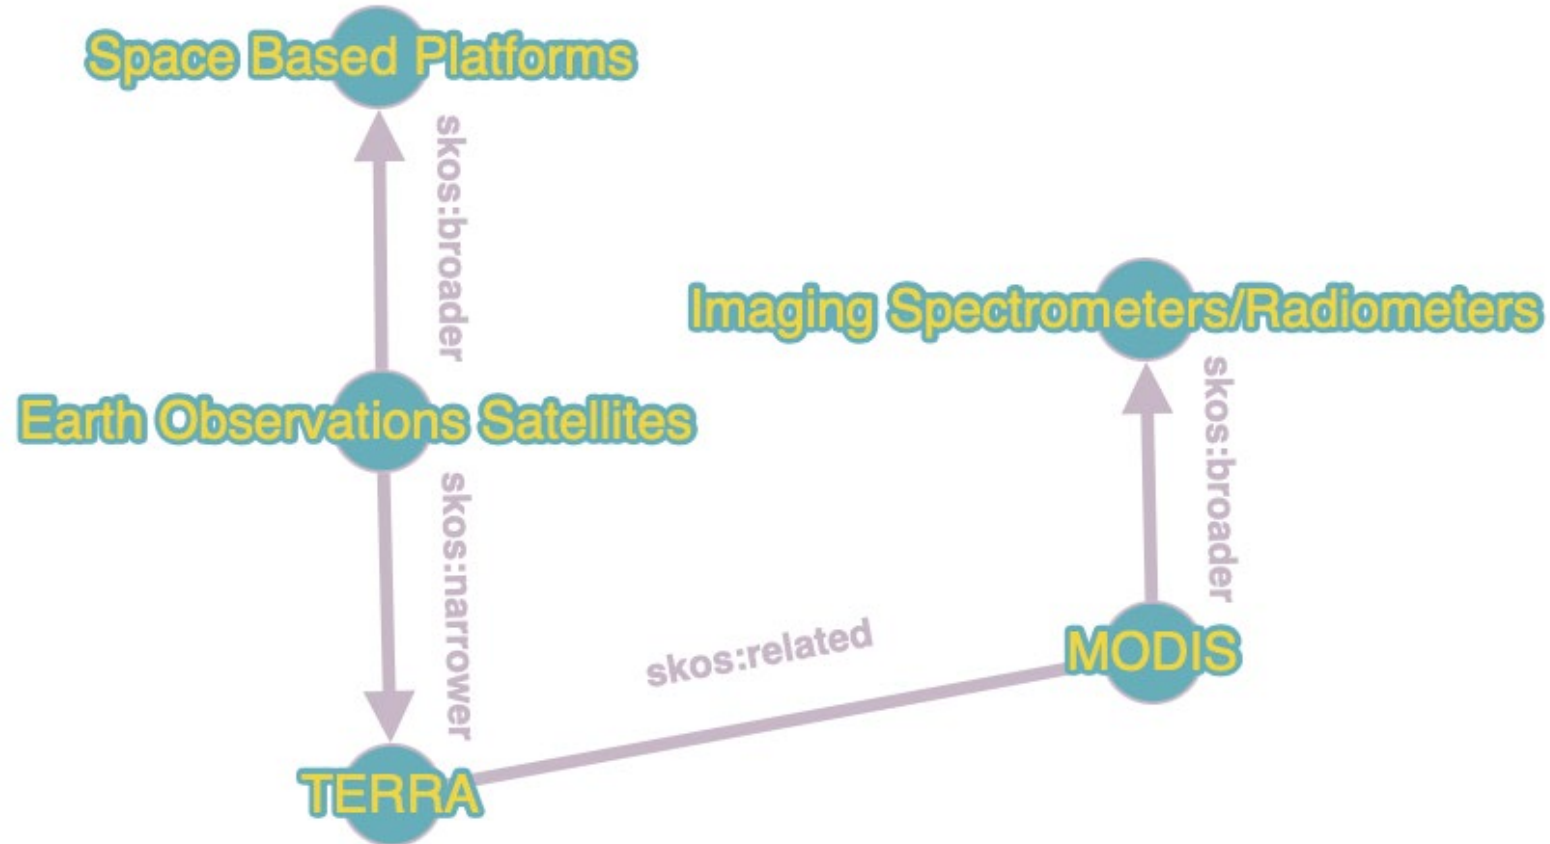 Space Based Platforms
skos:broader
Imaging Spectrometers/Radiometers
Earth Observations Satellites
skos:broader
skos:narrower
MODIS
skos:related
TERRA